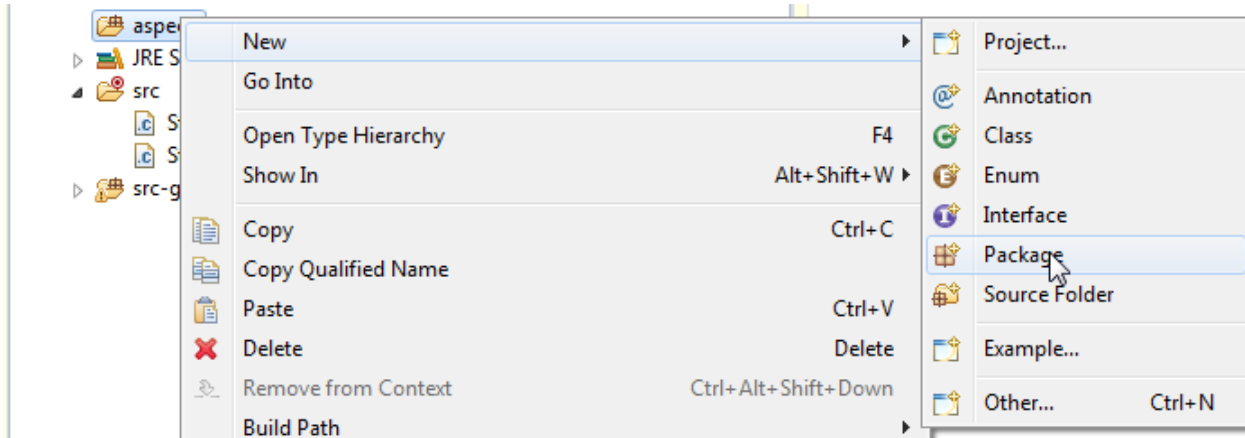 JRE S
src
src-g
New
Go Into
Open Type Hierarchy F4
Show In Alt+Shift+W
Copy Ctrl+C
Copy Qualified Name
Paste Ctrl+V
Delete Delete
Remove from Context Ctrl+Alt+Shift+Down
Build Path
Project...
Annotation
Class
Enum
Interface
Package
Source Folder
Example...
Other... Ctrl+N